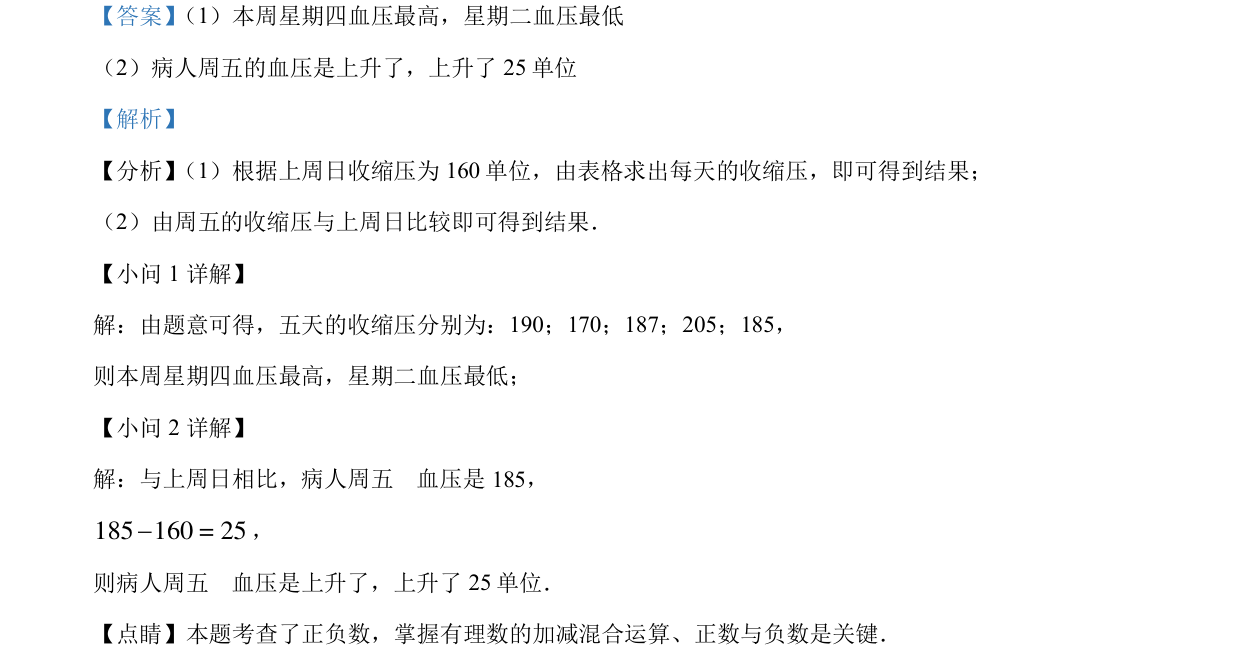 【答案】（1）本周星期四血压最高，星期二血压最低
（2）病人周五的血压是上升了，上升了 25 单位
【解析】
【分析】（1）根据上周日收缩压为 160 单位，由表格求出每天的收缩压，即可得到结果；
（2）由周五的收缩压与上周日比较即可得到结果．
【小问 1 详解】
解：由题意可得，五天的收缩压分别为：190；170；187；205；185，
则本周星期四血压最高，星期二血压最低；
【小问 2 详解】
解：与上周日相比，病人周五　血压是 185，
185−160 = 25，
则病人周五　血压是上升了，上升了 25 单位．
【点睛】本题考查了正负数，掌握有理数的加减混合运算、正数与负数是关键．